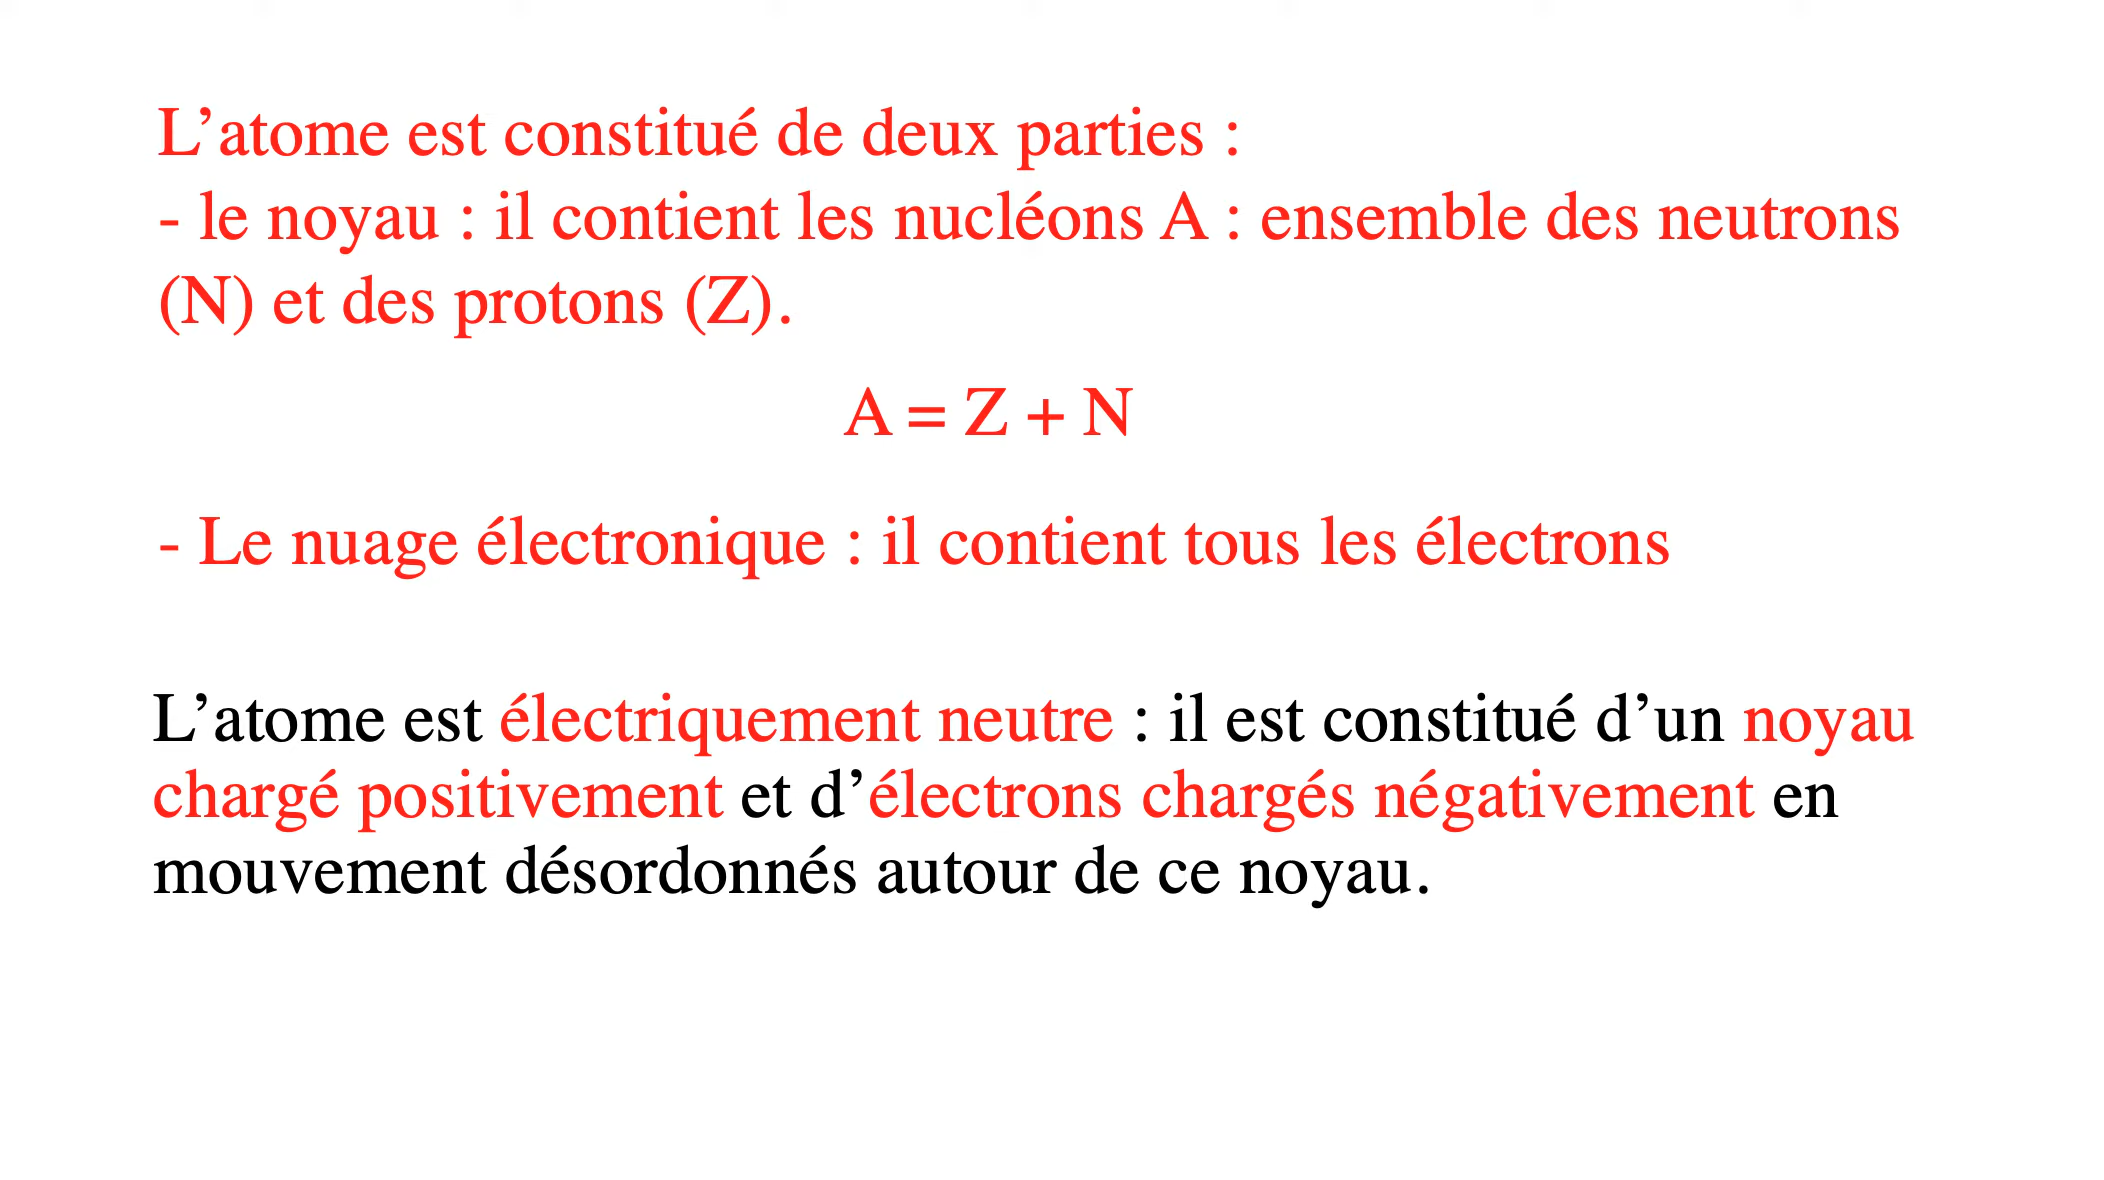 L’atome est constitué de deux parties :
- le noyau : il contient les nucléons A : ensemble des neutrons
(N) et des protons (Z).
A = Z + N
- Le nuage électronique : il contient tous les électrons
L’atome est électriquement neutre : il est constitué d’un noyau
chargé positivement et d’électrons chargés négativement en
mouvement désordonnés autour de ce noyau.